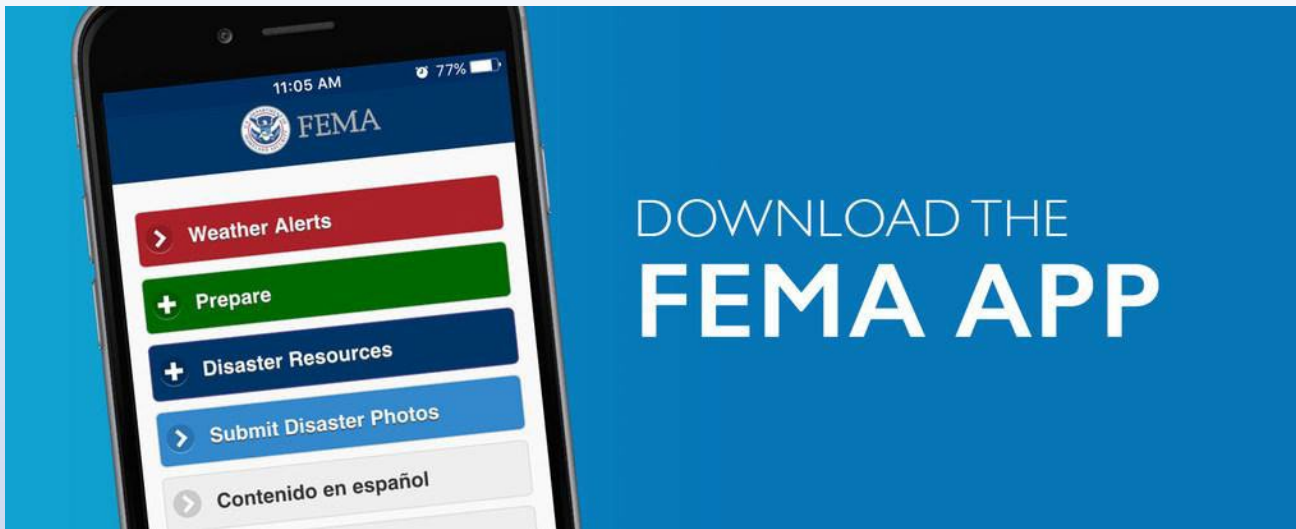 11:05 AM
77%
FEMA
Weather Alerts
Prepare
Disaster Resources
Submit Disaster Photos
Contenido en español
DOWNLOAD THE
FEMA APP